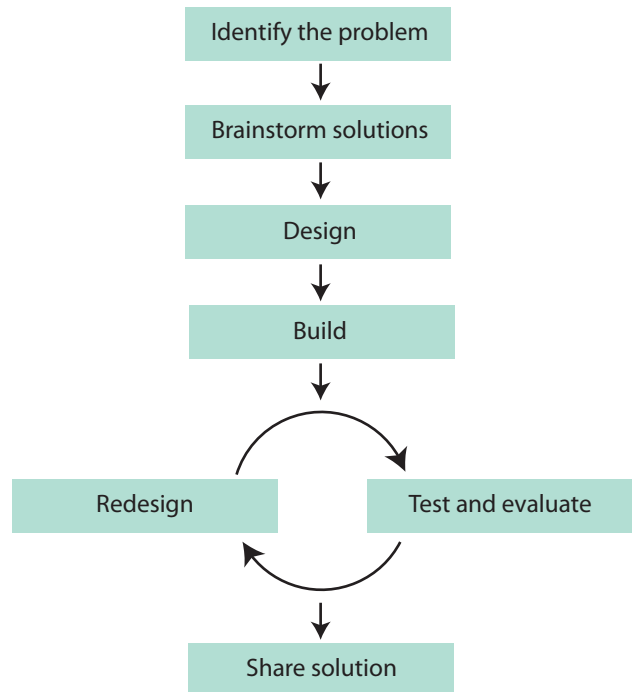 Identify the problem
Brainstorm solutions
Design
Build
Redesign
Test and evaluate
Share solution